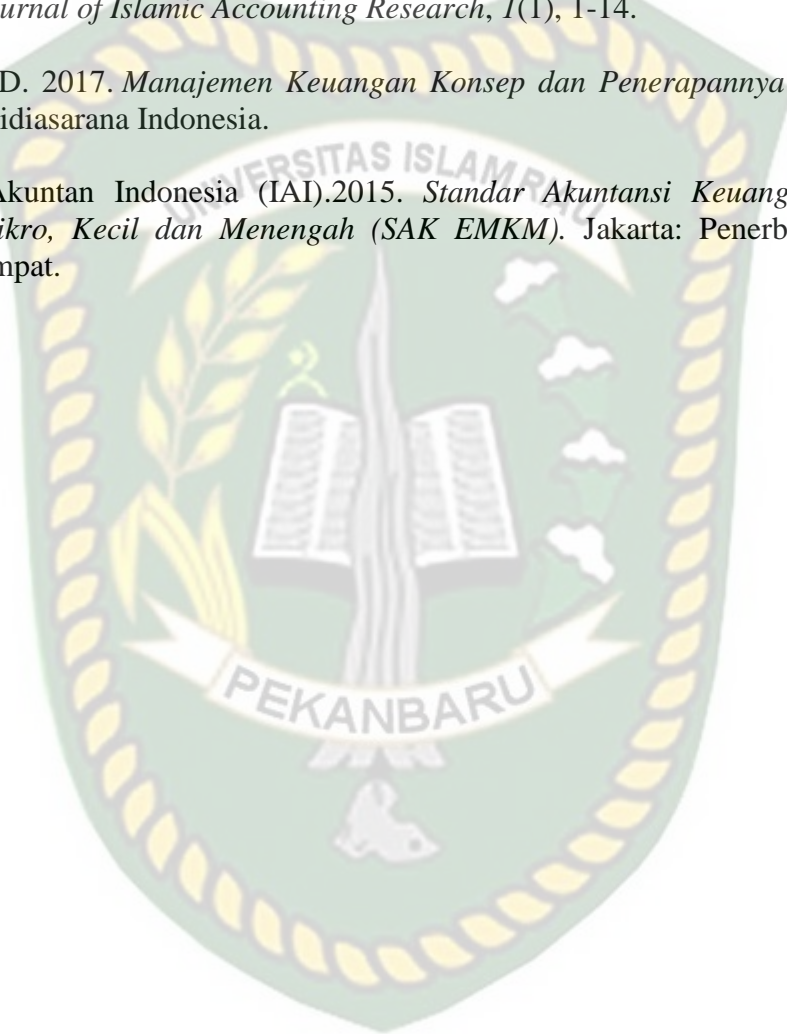 urnal of Islamic Accounting Research, 1(1), 1-14.
D. 2017. Manajemen Keuangan Konsep dan Penerapannya
idiasarana Indonesia.
Akuntan Indonesia (IAI).2015. Standar Akuntansi Keuang
ikro, Kecil dan Menengah (SAK EMKM). Jakarta: Penerb
mpat.
UNIVERSITAS ISLAM RIAU
PEKANBARU